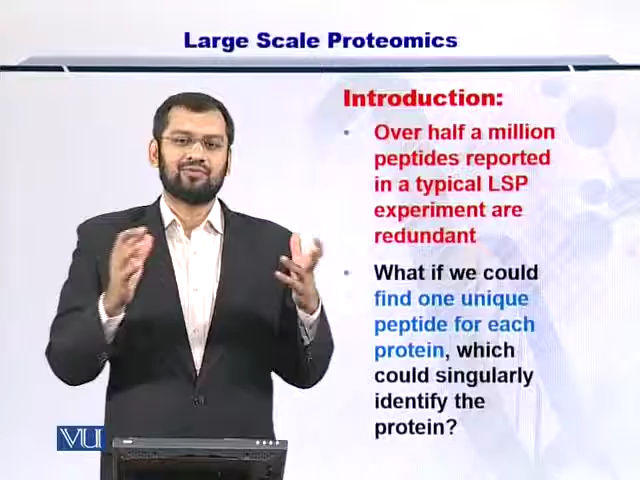 Large Scale Proteomics
Introduction:
• Over half a million
peptides reported
in a typical LSP
experiment are
redundant
• What if we could
find one unique
peptide for each
protein, which
could singularly
identify the
protein?
VU